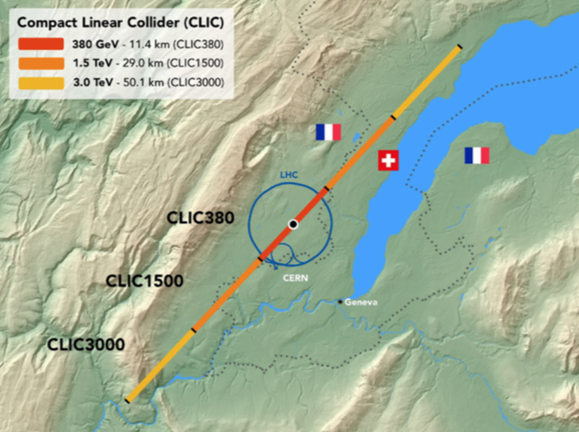 Compact Linear Collider (CLIC)
380 GeV - 11.4 km (CLIC380)
1.5 TeV - 29.0 km (CLIC1500)
3.0 TeV - 50.1 km (CLIC3000)
LHC
CLIC380
CLIC1500
CERN
Geneva
CLIC3000